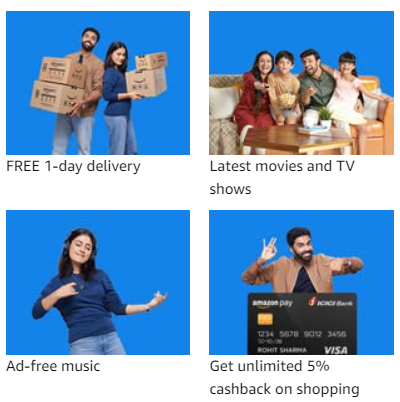 FREE 1-day delivery
Latest movies and TV
shows
amazon pay
ICICI Bank
1234 5678 9012 3456
ROHIT SHARMA
VISA
Ad-free music
Get unlimited 5%
cashback on shopping